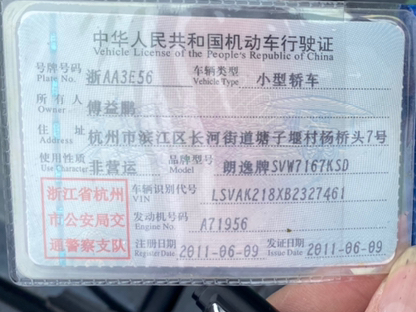 中华人民共和国机动车行驶证
Vehicle License of the People's Republic of China
号牌号码 Plate No. 浙AA3E56 车辆类型 Vehicle Type 小型轿车
所有人 Owner 傅益鹏
住址 Address 杭州市滨江区长河街道塘子堰村杨桥头7号
使用性质 Use Character 非营运 品牌型号 Model 朗逸牌SVW7167KSD
车辆识别代号 VIN LSVAK218XB2327461
发动机号码 Engine No. A71956
注册日期 Register Date 2011-06-09 发证日期 Issue Date 2011-06-09
浙江省杭州
市公安局交
通警察支队